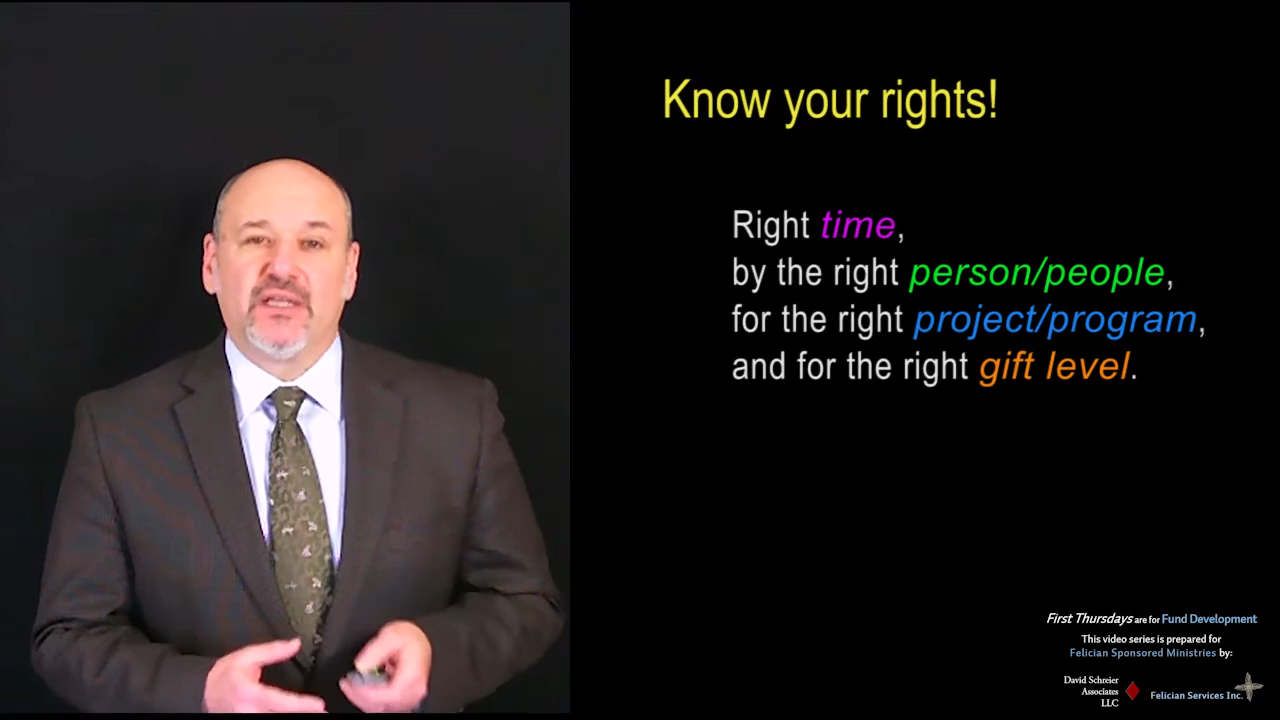 Know your rights!
Right time,
by the right person/people,
for the right project/program,
and for the right gift level.
First Thursdays are for Fund Development
This video series is prepared for
Felician Sponsored Ministries by:
David Schreier
Associates
LLC
Felician Services Inc.